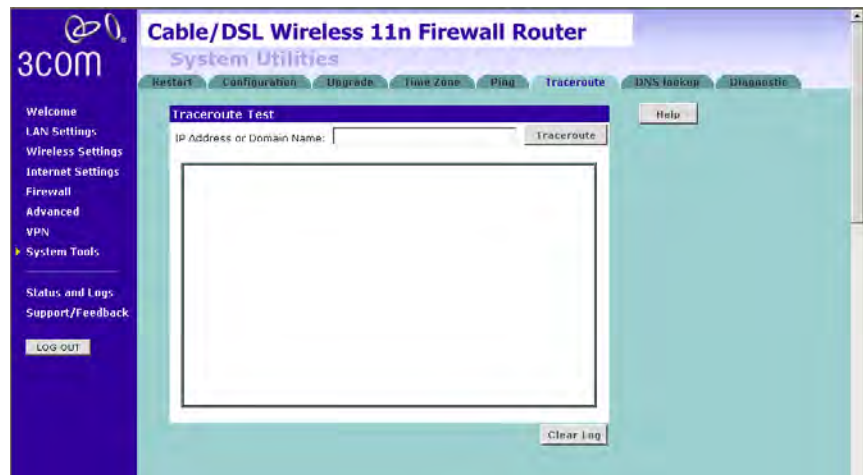 3COM
Cable/DSL Wireless 11n Firewall Router
System Utilities
Restart Configuration Upgrade Time Zone Ping Traceroute DNS lookup Diagnostic
Welcome
LAN Settings
Wireless Settings
Internet Settings
Firewall
Advanced
VPN
System Tools
Status and Logs
Support/Feedback
LOG OUT
Traceroute Test
IP Address or Domain Name: Traceroute
Help
Clear Log